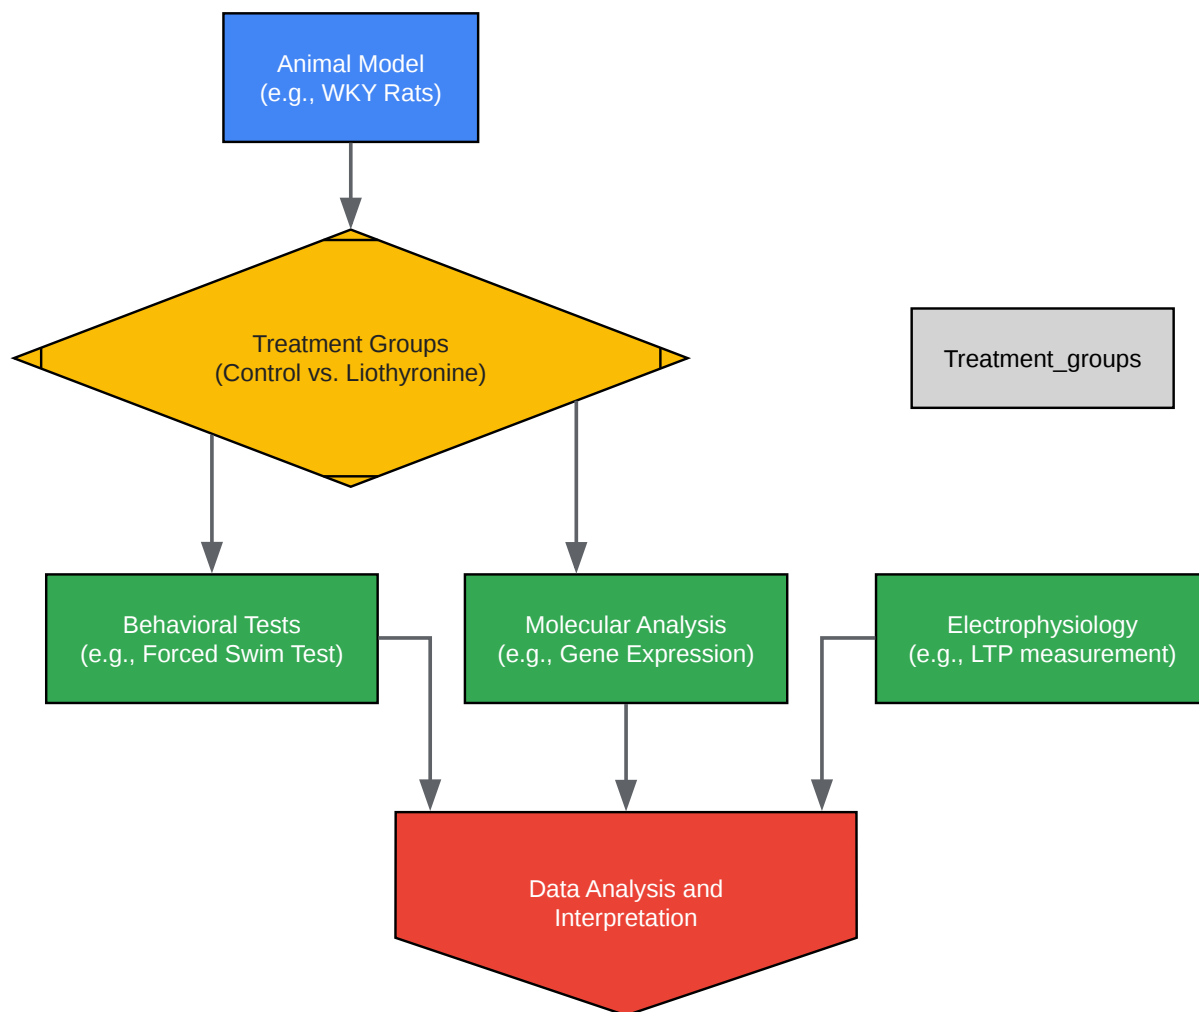 Animal Model
(e.g., WKY Rats)
Treatment Groups
(Control vs. Liothyronine)
Treatment_groups
Behavioral Tests
(e.g., Forced Swim Test)
Molecular Analysis
(e.g., Gene Expression)
Electrophysiology
(e.g., LTP measurement)
Data Analysis and
Interpretation